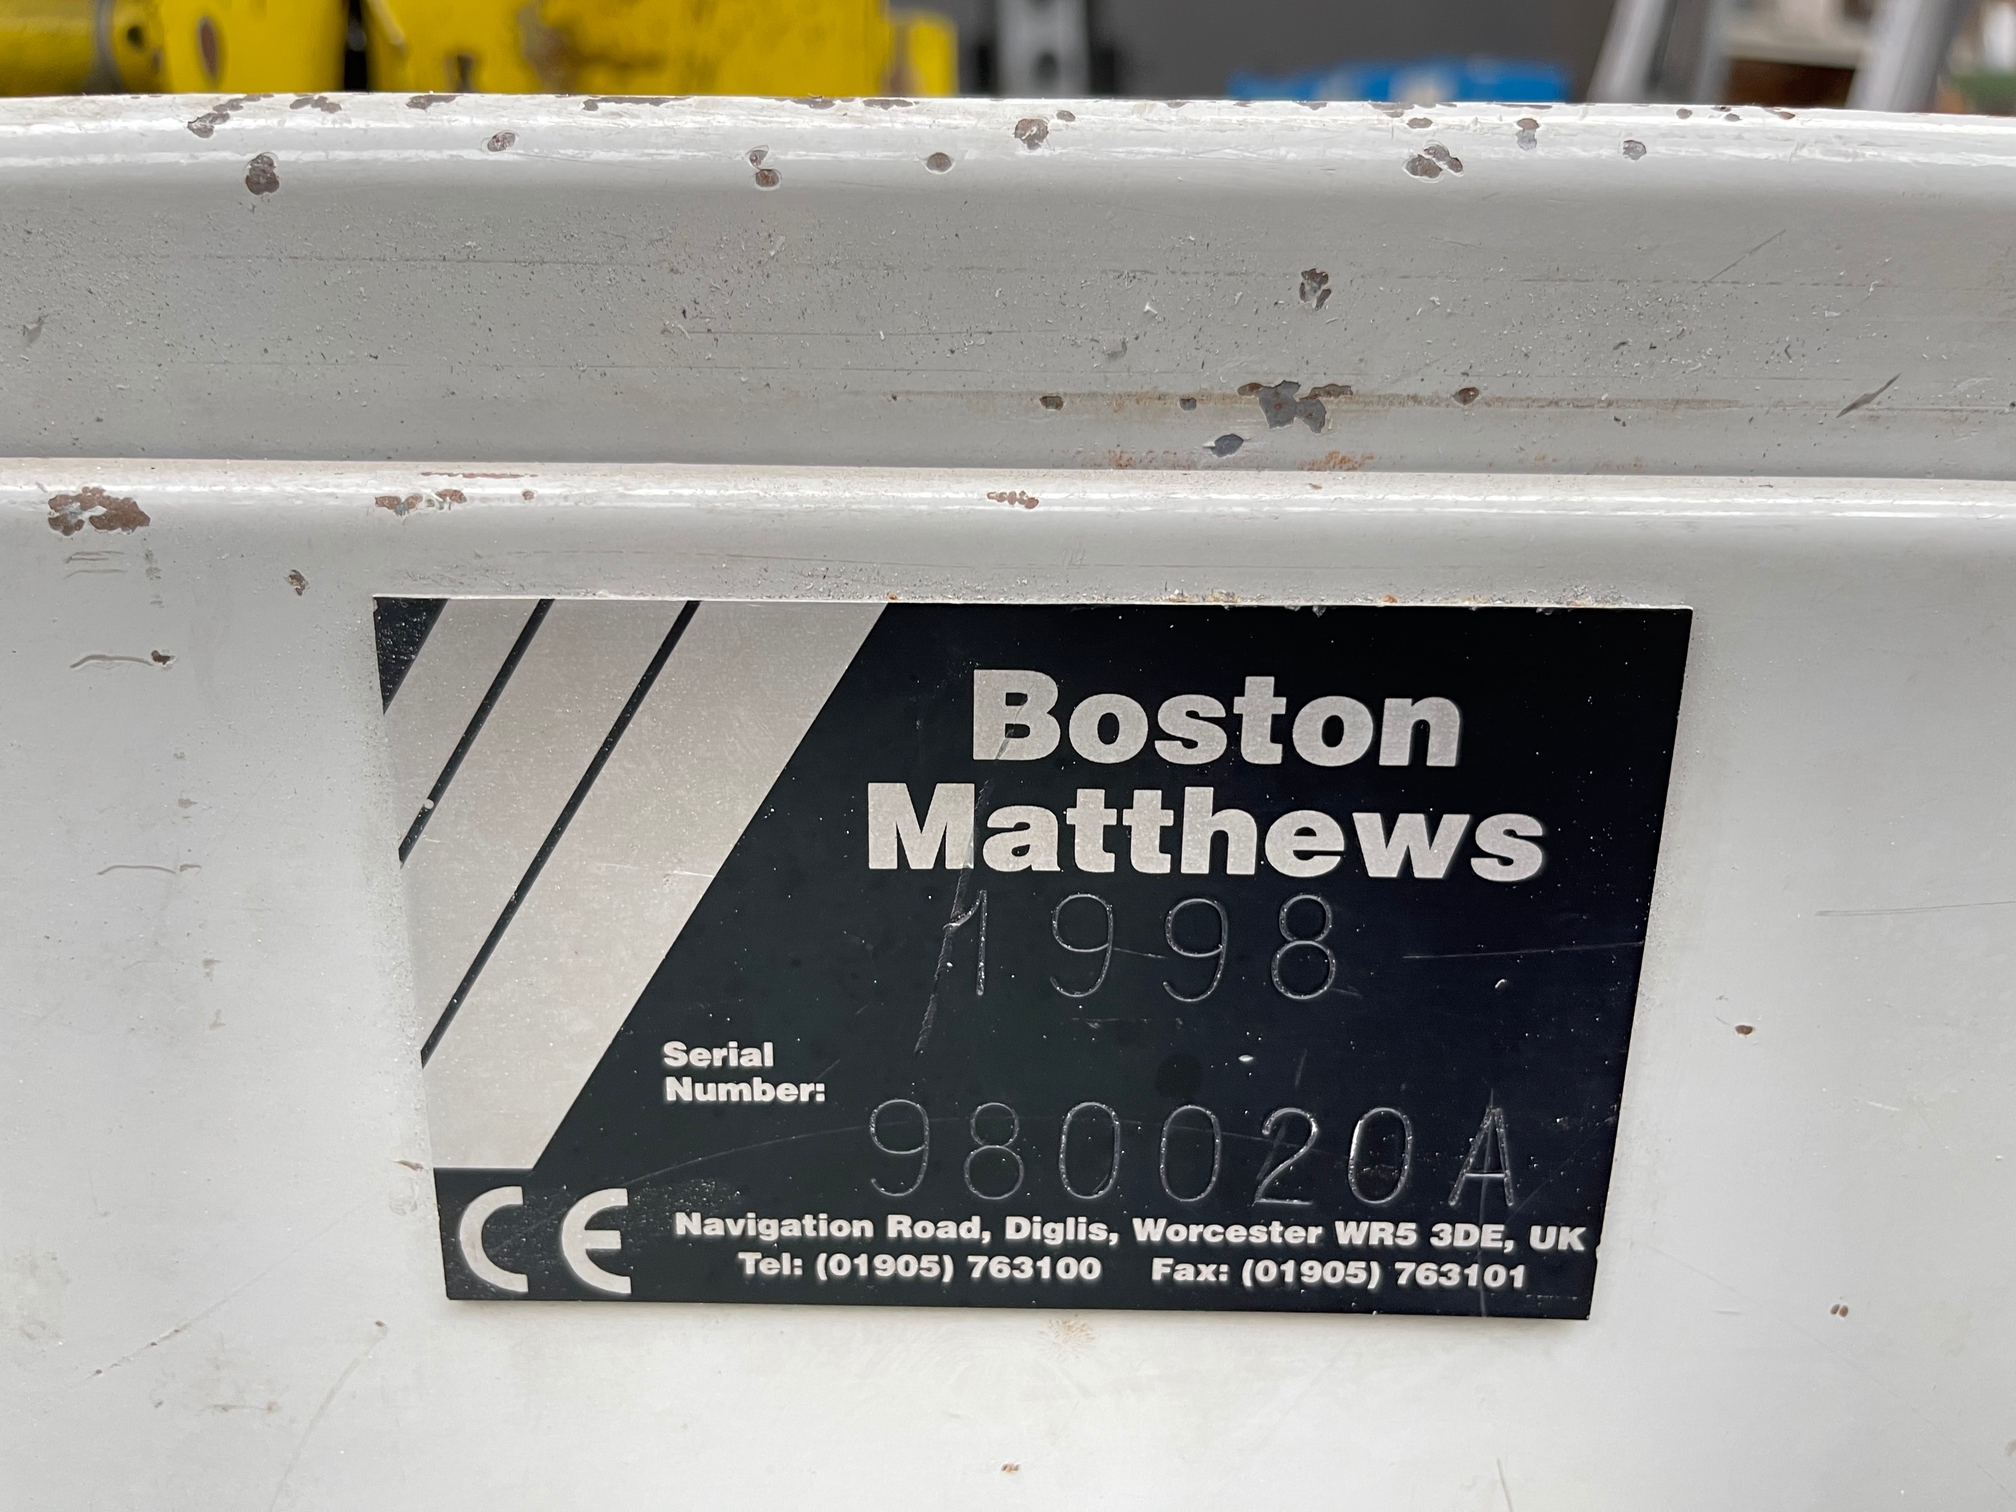 Boston
Matthews
1998
Serial
Number:
980020A
CE
Navigation Road, Diglis, Worcester WR5 3DE, UK
Tel: (01905) 763100 Fax: (01905) 763101